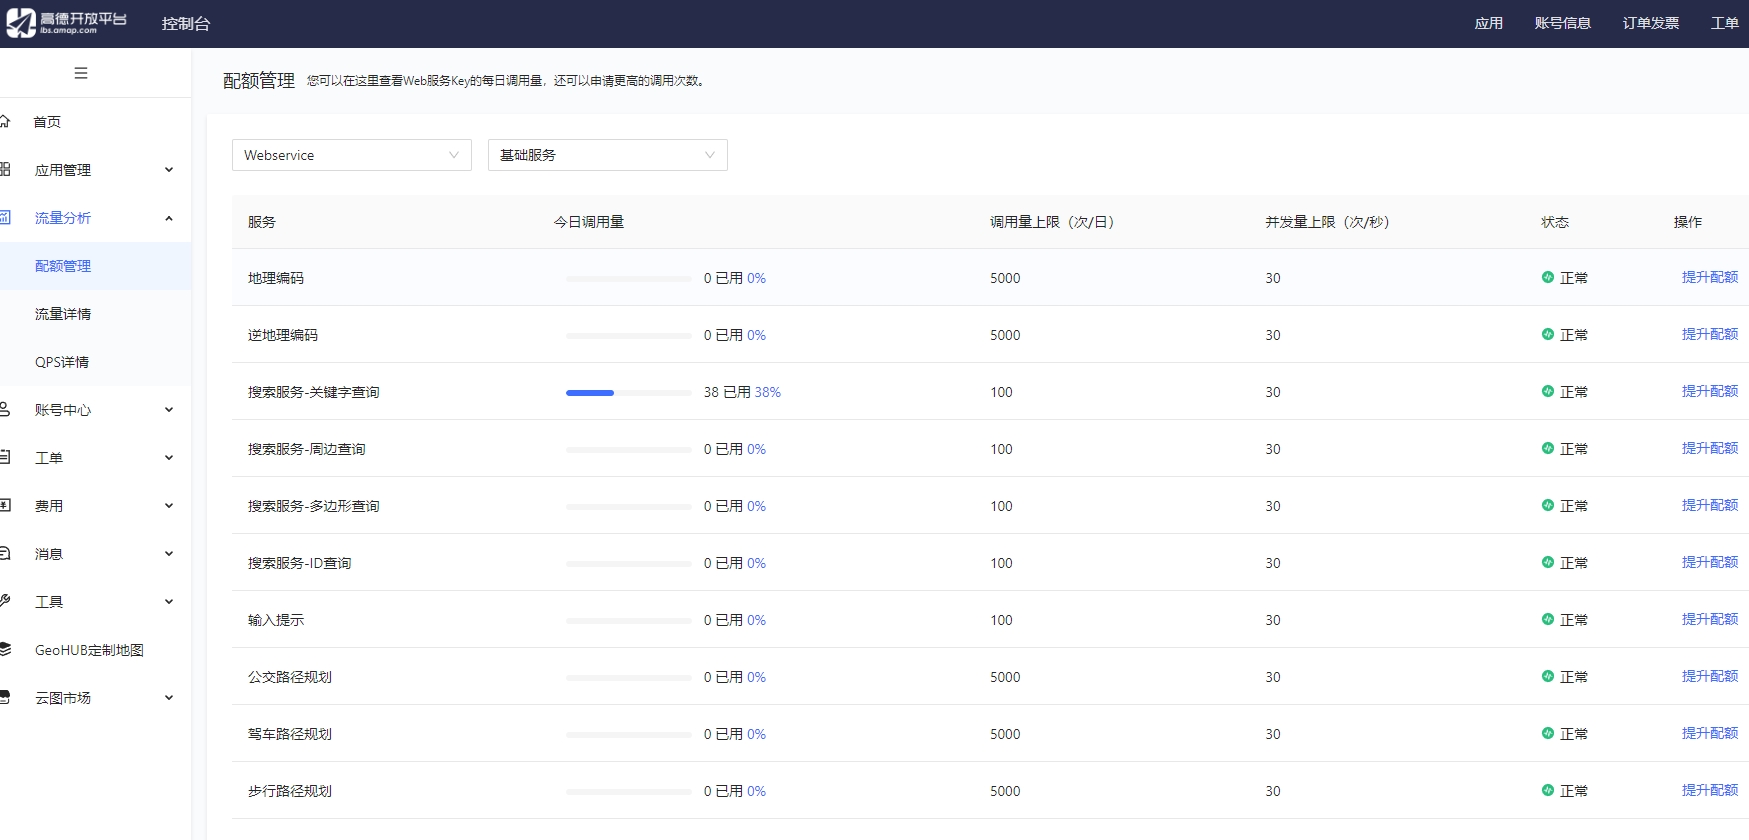 高德开放平台 控制台 应用 账号信息 订单发票 工单
lbs.amap.com
配额管理 您可以在这里查看Web服务Key的每日调用量，还可以申请更高的调用次数。
首页
应用管理
流量分析
配额管理
流量详情
QPS详情
账号中心
工单
费用
消息
工具
GeoHUB定制地图
云图市场
Webservice 基础服务
服务 今日调用量 调用量上限（次/日） 并发量上限（次/秒） 状态 操作
地理编码 0 已用 0% 5000 30 正常 提升配额
逆地理编码 0 已用 0% 5000 30 正常 提升配额
搜索服务-关键字查询 38 已用 38% 100 30 正常 提升配额
搜索服务-周边查询 0 已用 0% 100 30 正常 提升配额
搜索服务-多边形查询 0 已用 0% 100 30 正常 提升配额
搜索服务-ID查询 0 已用 0% 100 30 正常 提升配额
输入提示 0 已用 0% 100 30 正常 提升配额
公交路径规划 0 已用 0% 5000 30 正常 提升配额
驾车路径规划 0 已用 0% 5000 30 正常 提升配额
步行路径规划 0 已用 0% 5000 30 正常 提升配额